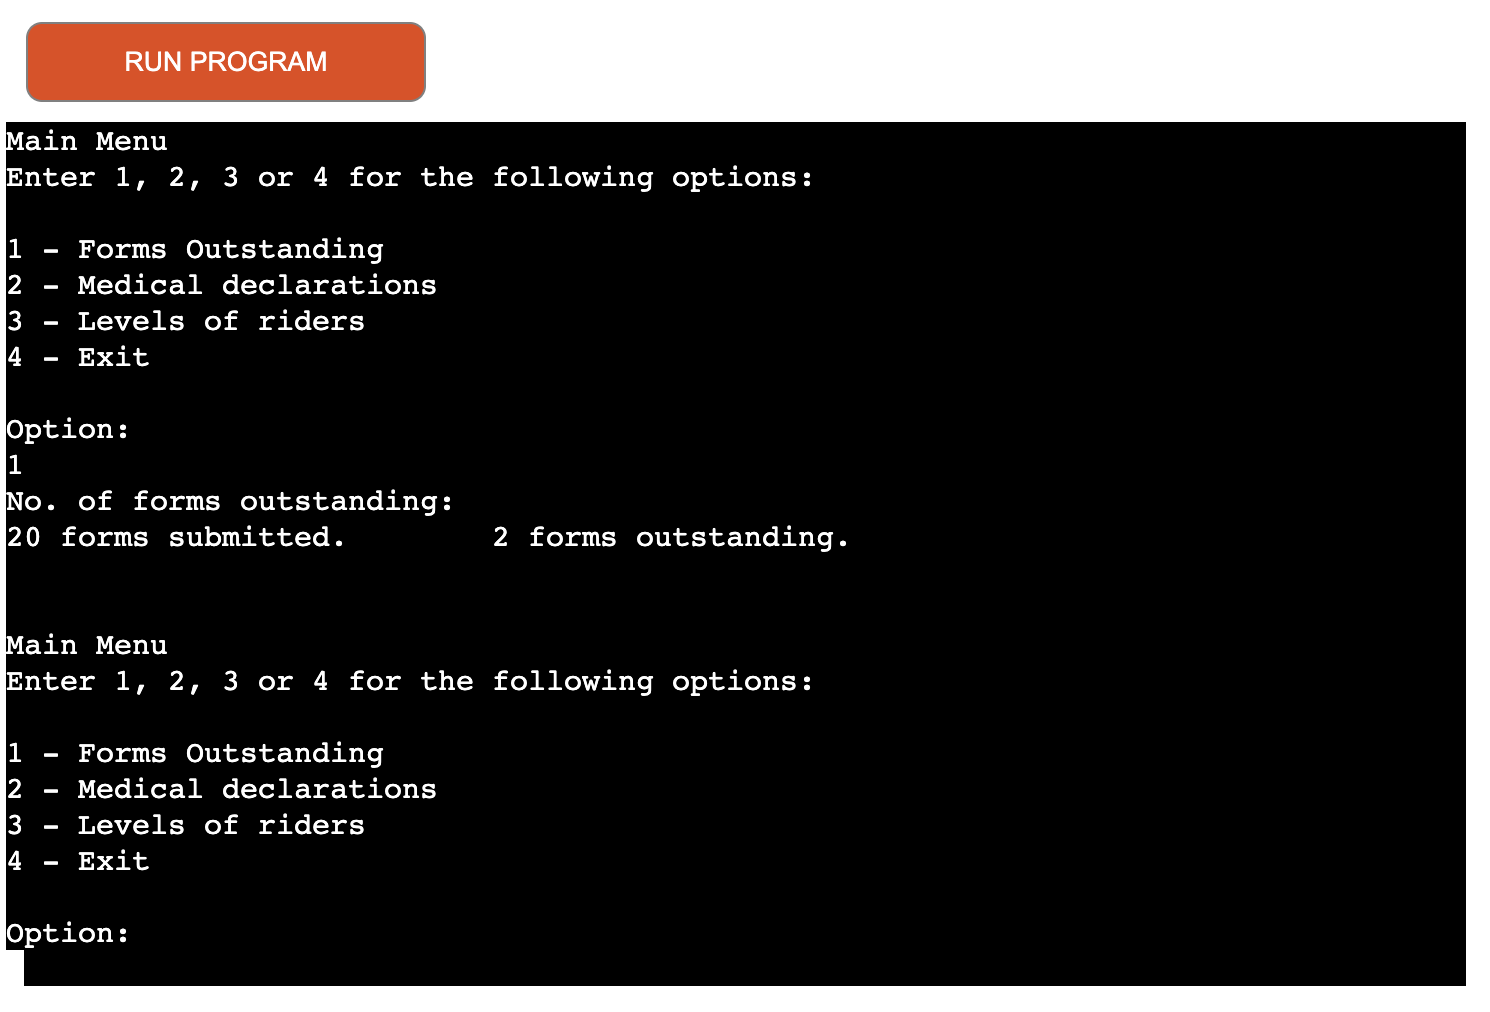 RUN PROGRAM
Main Menu
Enter 1, 2, 3 or 4 for the following options:
1 - Forms Outstanding
2 - Medical declarations
3 - Levels of riders
4 - Exit
Option:
1
No. of forms outstanding:
20 forms submitted.        2 forms outstanding.
Main Menu
Enter 1, 2, 3 or 4 for the following options:
1 - Forms Outstanding
2 - Medical declarations
3 - Levels of riders
4 - Exit
Option: